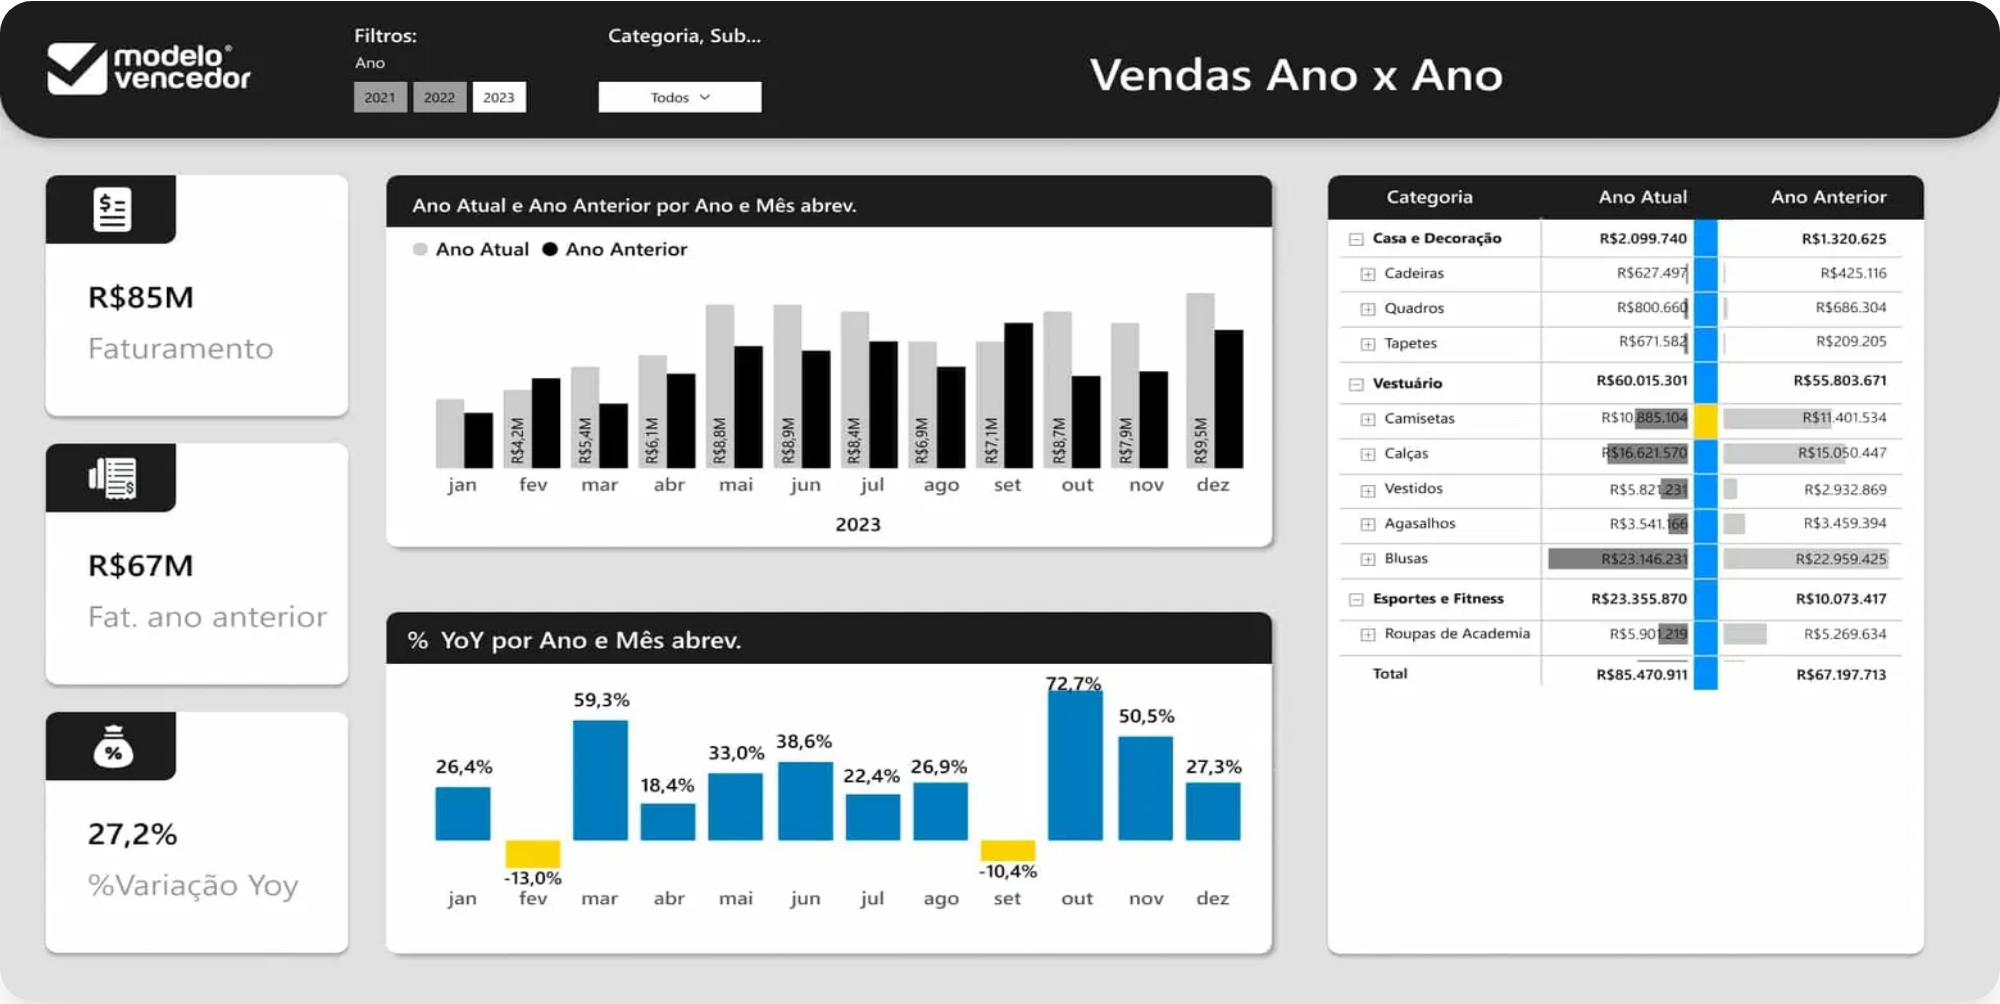 modelo®
vencedor
Filtros:
Ano
2021 2022 2023
Categoria, Sub...
Todos
Vendas Ano x Ano
R$85M
Faturamento
R$67M
Fat. ano anterior
27,2%
%Variação Yoy
Ano Atual e Ano Anterior por Ano e Mês abrev.
Ano Atual Ano Anterior
R$4,2M R$5,4M R$6,1M R$8,8M R$8,9M R$8,4M R$6,9M R$7,1M R$8,7M R$7,9M R$9,5M
jan fev mar abr mai jun jul ago set out nov dez
2023
% YoY por Ano e Mês abrev.
26,4% -13,0% 59,3% 18,4% 33,0% 38,6% 22,4% 26,9% -10,4% 72,7% 50,5% 27,3%
jan fev mar abr mai jun jul ago set out nov dez
Categoria Ano Atual Ano Anterior
Casa e Decoração R$2.099.740 R$1.320.625
Cadeiras R$627.497 R$425.116
Quadros R$800.660 R$686.304
Tapetes R$671.582 R$209.205
Vestuário R$60.015.301 R$55.803.671
Camisetas R$10.885.104 R$11.401.534
Calças R$16.621.570 R$15.050.447
Vestidos R$5.821.231 R$2.932.869
Agasalhos R$3.541.166 R$3.459.394
Blusas R$23.146.231 R$22.959.425
Esportes e Fitness R$23.355.870 R$10.073.417
Roupas de Academia R$5.901.219 R$5.269.634
Total R$85.470.911 R$67.197.713